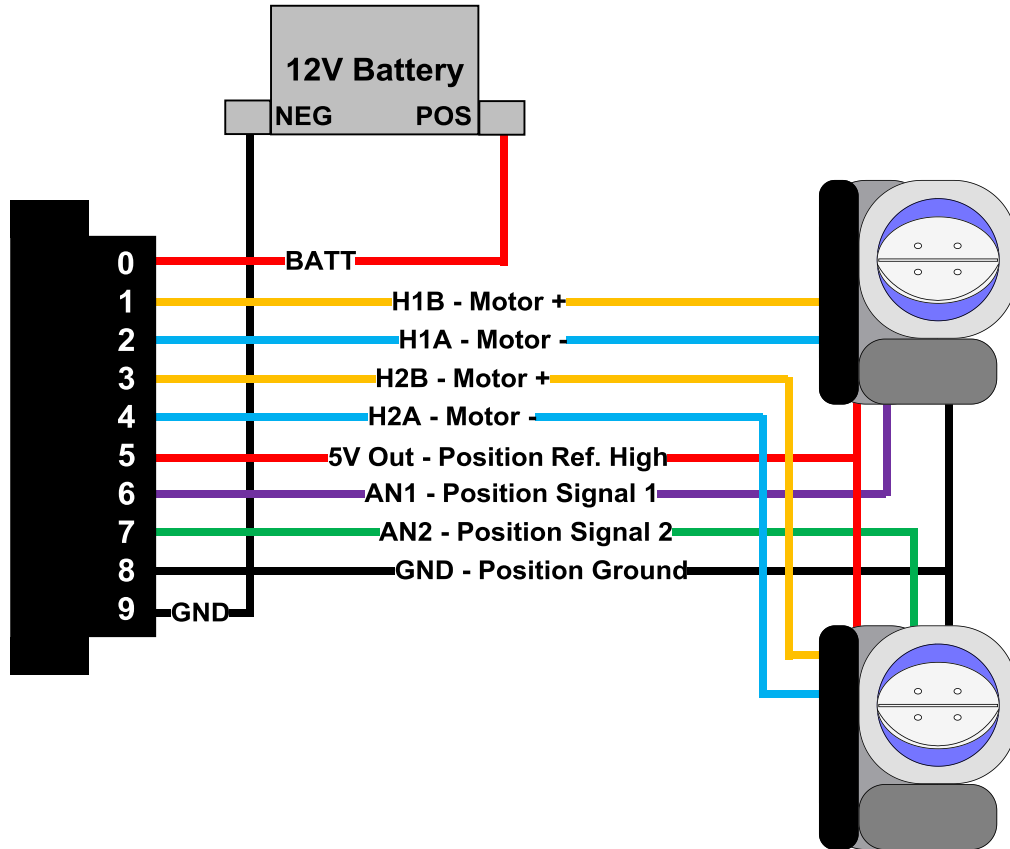 12V Battery
NEG POS
0 BATT
1 H1B - Motor +
2 H1A - Motor -
3 H2B - Motor +
4 H2A - Motor -
5 5V Out - Position Ref. High
6 AN1 - Position Signal 1
7 AN2 - Position Signal 2
8 GND - Position Ground
9 GND